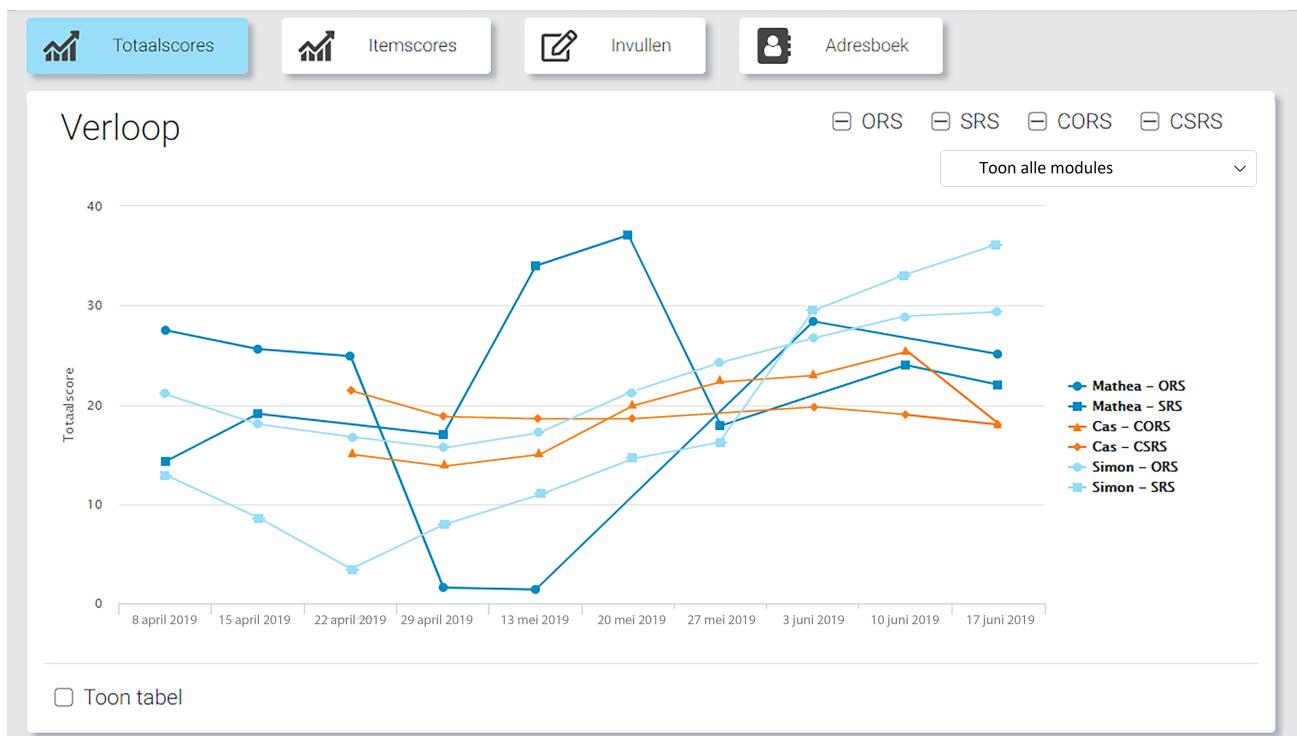 Totaalscores
Itemscores
Invullen
Adresboek
Verloop
ORS SRS CORS CSRS
Toon alle modules
40
30
20
10
0
Totaalscore
Mathea – ORS
Mathea – SRS
Cas – CORS
Cas – CSRS
Simon – ORS
Simon – SRS
8 april 2019 15 april 2019 22 april 2019 29 april 2019 13 mei 2019 20 mei 2019 27 mei 2019 3 juni 2019 10 juni 2019 17 juni 2019
Toon tabel